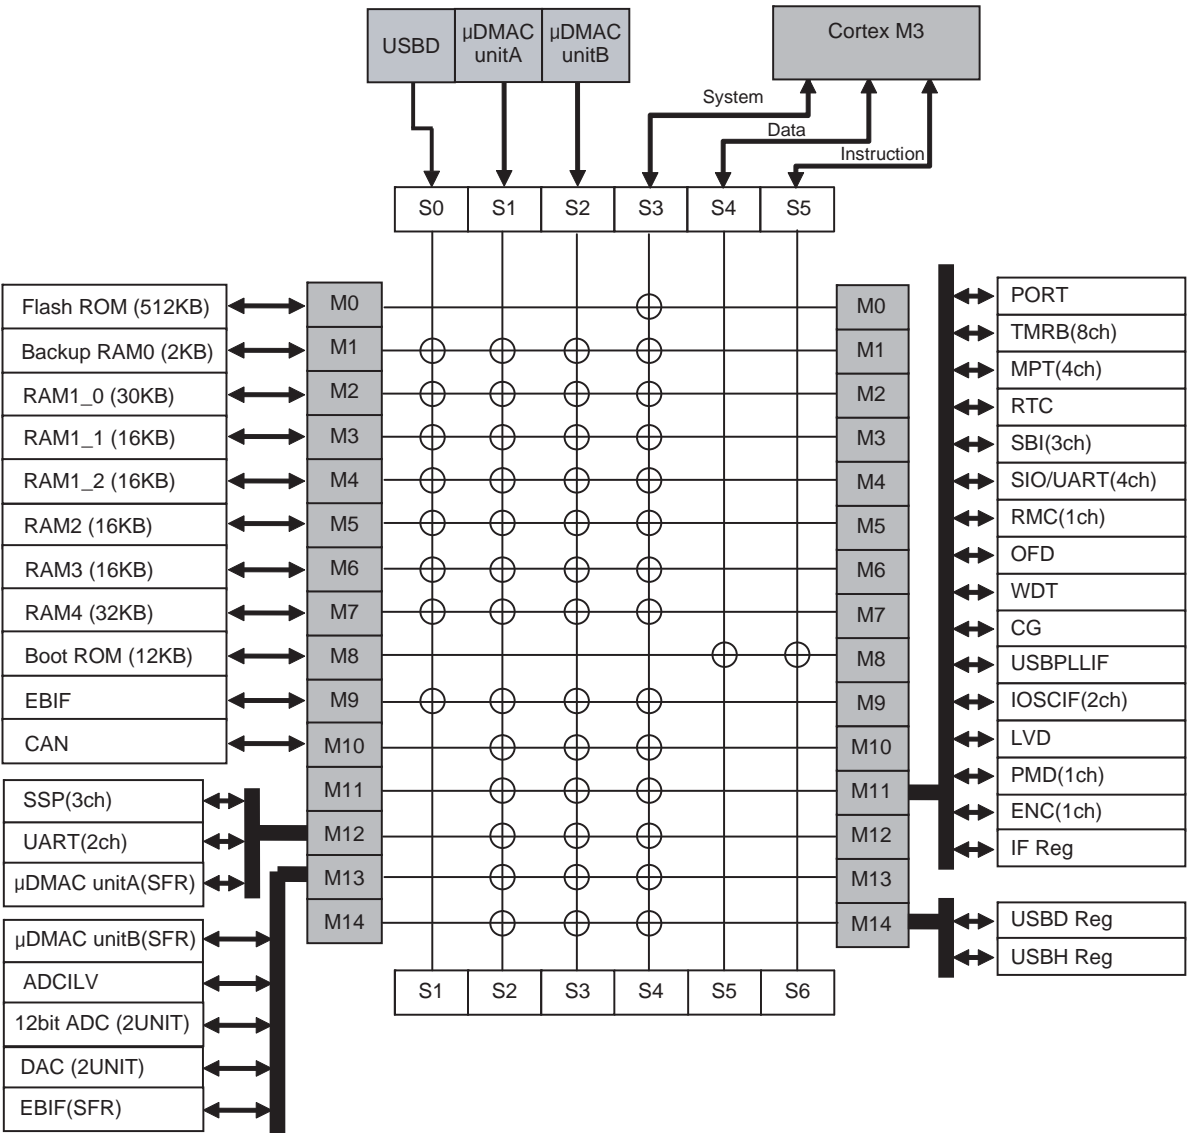 USBD
µDMAC
unitA
µDMAC
unitB
Cortex M3
System
Data
Instruction
S0
S1
S2
S3
S4
S5
Flash ROM (512KB)
Backup RAM0 (2KB)
RAM1_0 (30KB)
RAM1_1 (16KB)
RAM1_2 (16KB)
RAM2 (16KB)
RAM3 (16KB)
RAM4 (32KB)
Boot ROM (12KB)
EBIF
CAN
SSP(3ch)
UART(2ch)
µDMAC unitA(SFR)
µDMAC unitB(SFR)
ADCILV
12bit ADC (2UNIT)
DAC (2UNIT)
EBIF(SFR)
M0
M1
M2
M3
M4
M5
M6
M7
M8
M9
M10
M11
M12
M13
M14
M0
M1
M2
M3
M4
M5
M6
M7
M8
M9
M10
M11
M12
M13
M14
PORT
TMRB(8ch)
MPT(4ch)
RTC
SBI(3ch)
SIO/UART(4ch)
RMC(1ch)
OFD
WDT
CG
USBPLLIF
IOSCIF(2ch)
LVD
PMD(1ch)
ENC(1ch)
IF Reg
USBD Reg
USBH Reg
S1
S2
S3
S4
S5
S6